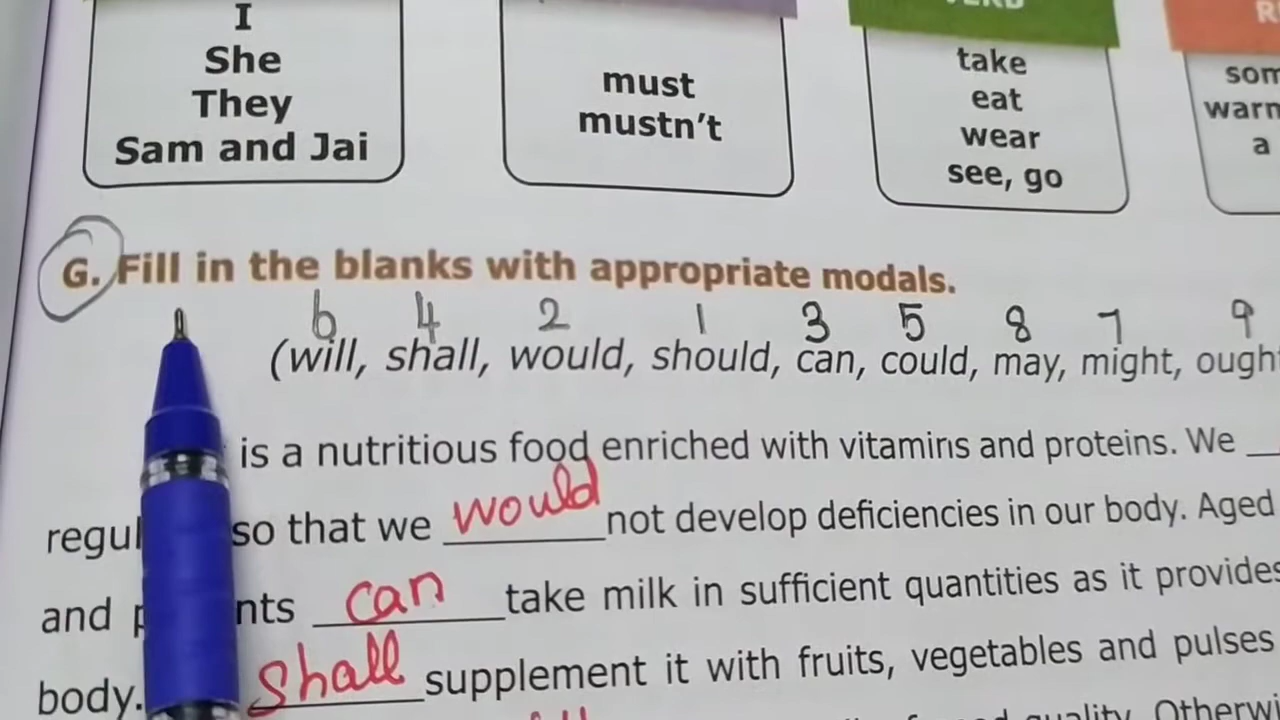 I
She
They
Sam and Jai
must
mustn't
take
eat
wear
see, go
a
G. Fill in the blanks with appropriate modals.
6 4 2 1 3 5 8 7 9
(will, shall, would, should, can, could, may, might, ought
is a nutritious food enriched with vitamins and proteins. We
so that we would not develop deficiencies in our body. Aged
and can take milk in sufficient quantities as it provides
body. Shall supplement it with fruits, vegetables and pulses
quality. Otherwi